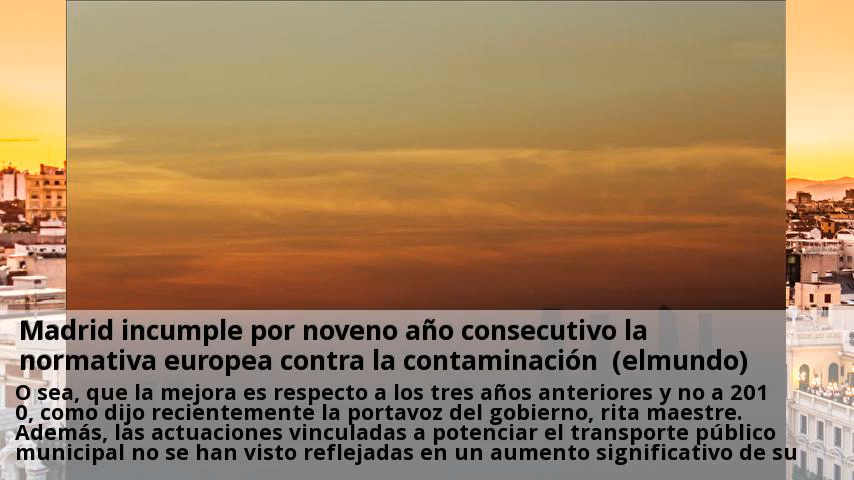 Madrid incumple por noveno año consecutivo la
normativa europea contra la contaminación  (elmundo)
O sea, que la mejora es respecto a los tres años anteriores y no a 201
0, como dijo recientemente la portavoz del gobierno, rita maestre.
Además, las actuaciones vinculadas a potenciar el transporte público
municipal no se han visto reflejadas en un aumento significativo de su